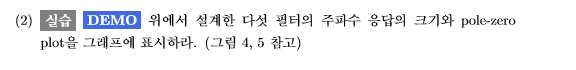 (2) 실습 DEMO 위에서 설계한 다섯 필터의 주파수 응답의 크기와 pole-zero
plot을 그래프에 표시하라. (그림 4, 5 참고)